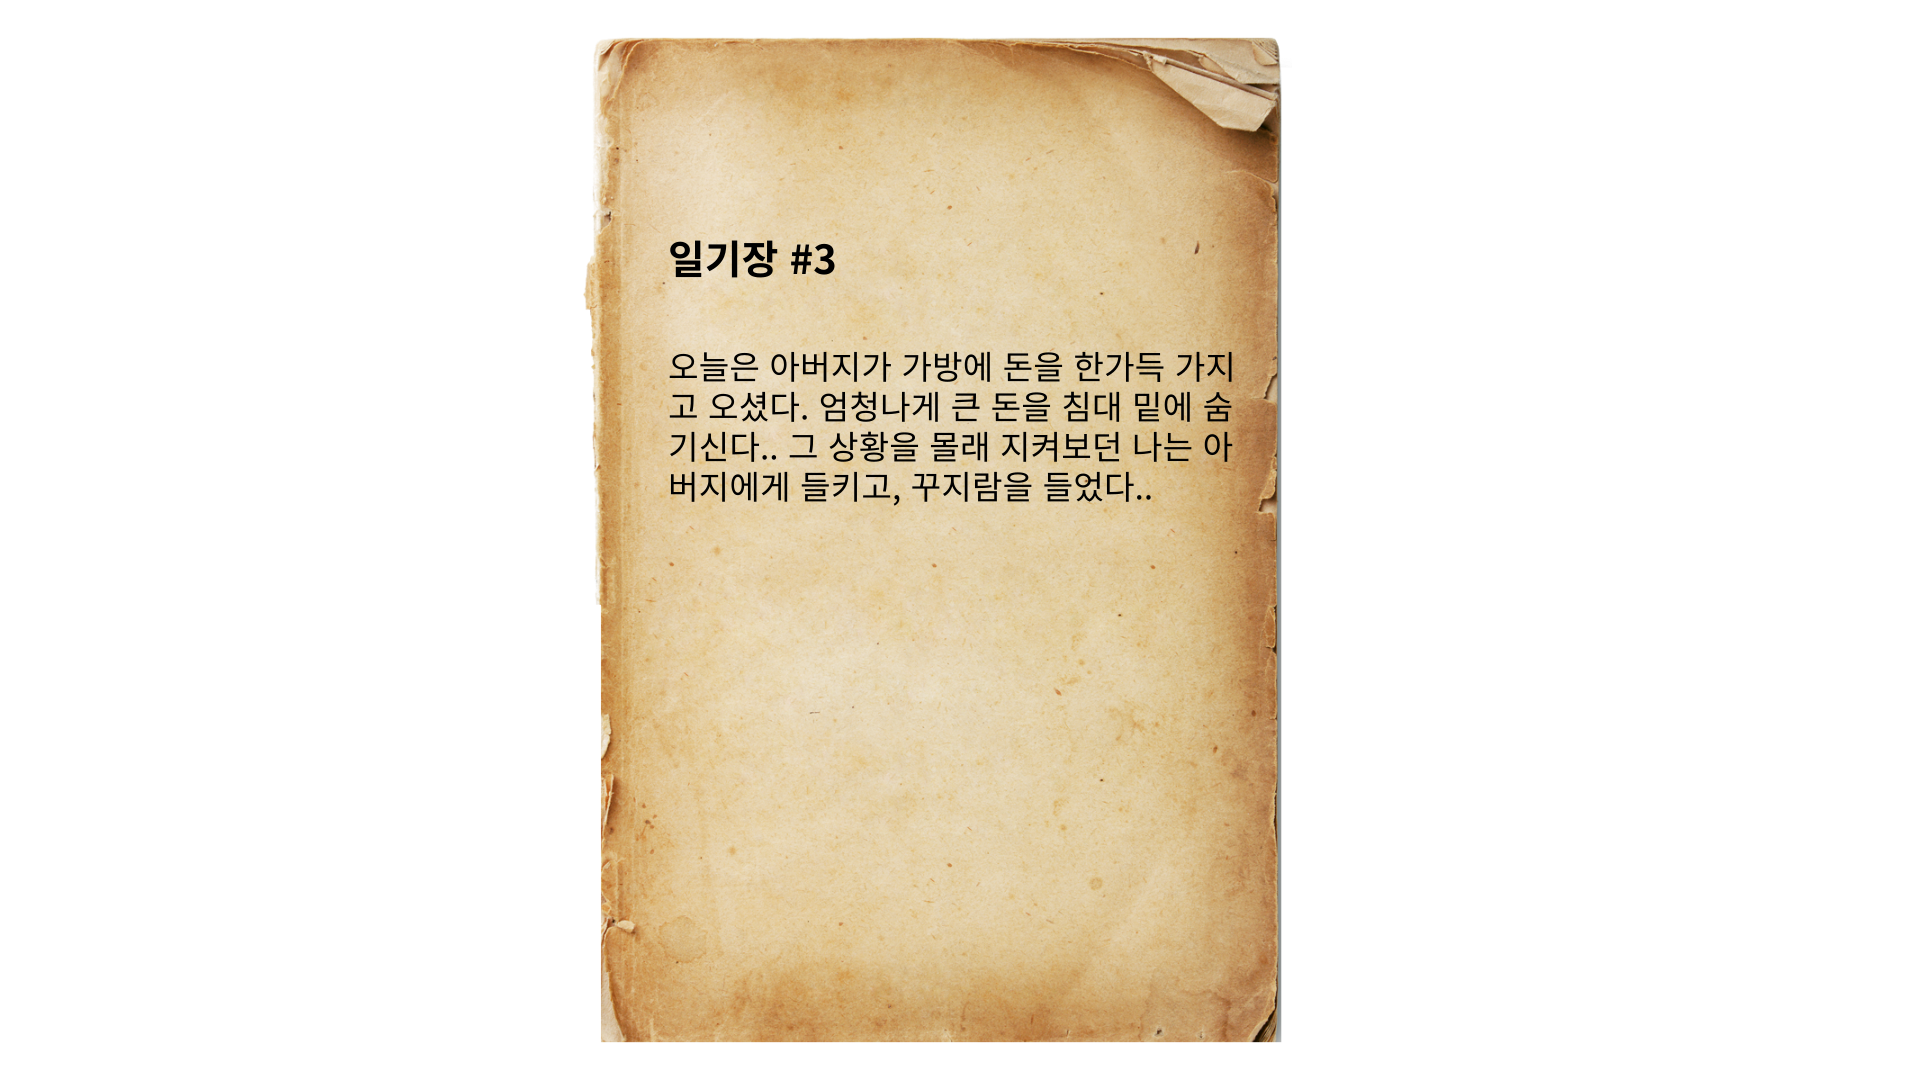 일기장 #3
오늘은 아버지가 가방에 돈을 한가득 가지
고 오셨다. 엄청나게 큰 돈을 침대 밑에 숨
기신다.. 그 상황을 몰래 지켜보던 나는 아
버지에게 들키고, 꾸지람을 들었다..